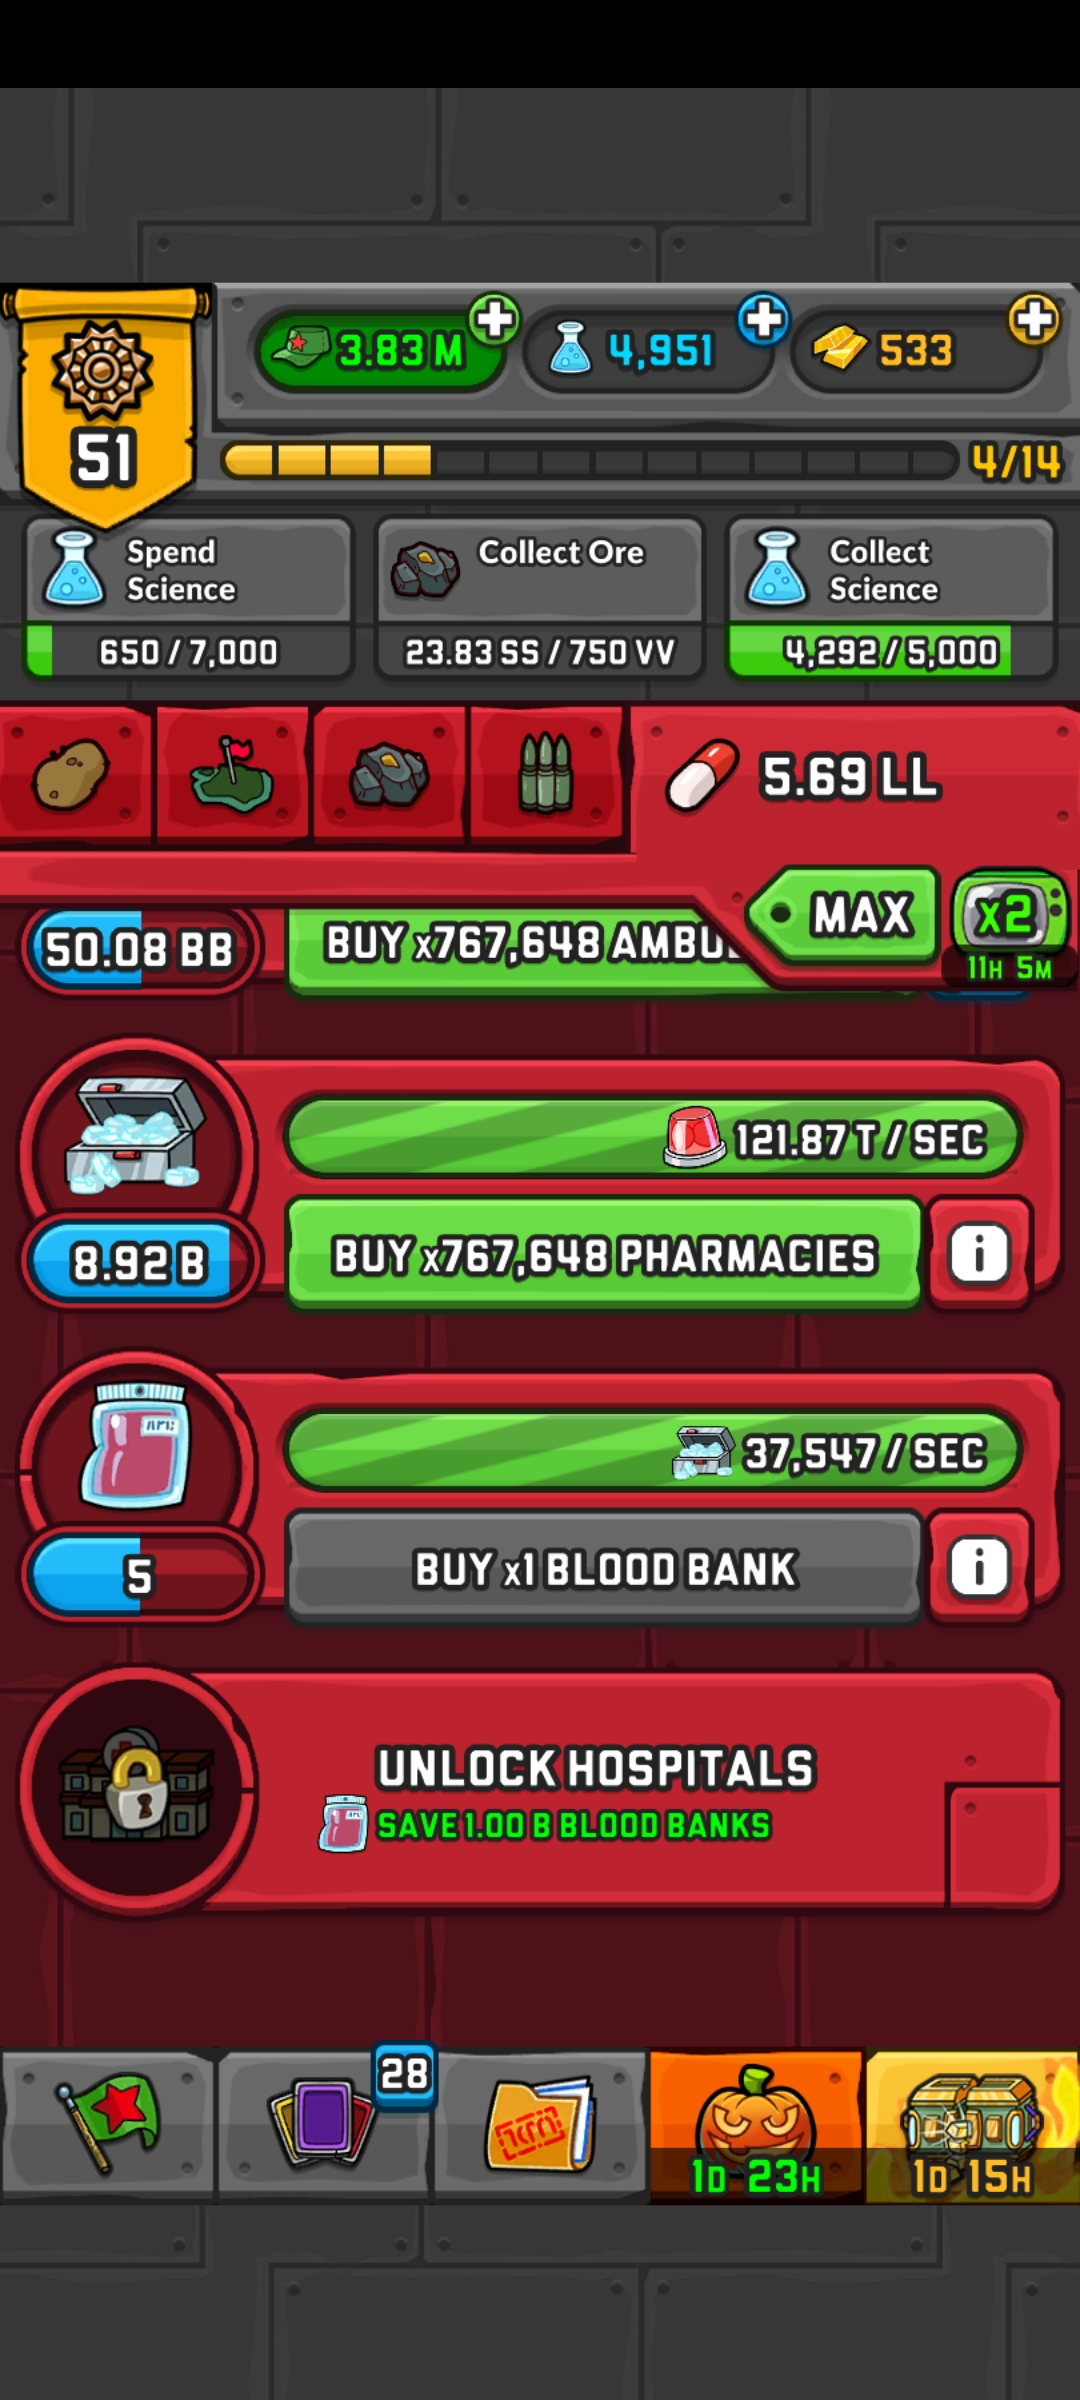 3.83 M
4,951
533
51
4/14
Spend
Science
650 / 7,000
Collect Ore
23.83 SS / 750 VV
Collect
Science
4,292 / 5,000
5.69 LL
MAX
x2
11H 5M
50.08 BB
BUY x767,648 AMBU
121.87 T / SEC
8.92 B
BUY x767,648 PHARMACIES
i
37,547 / SEC
5
BUY x1 BLOOD BANK
i
UNLOCK HOSPITALS
SAVE 1.00 B BLOOD BANKS
28
1D 23H
1D 15H